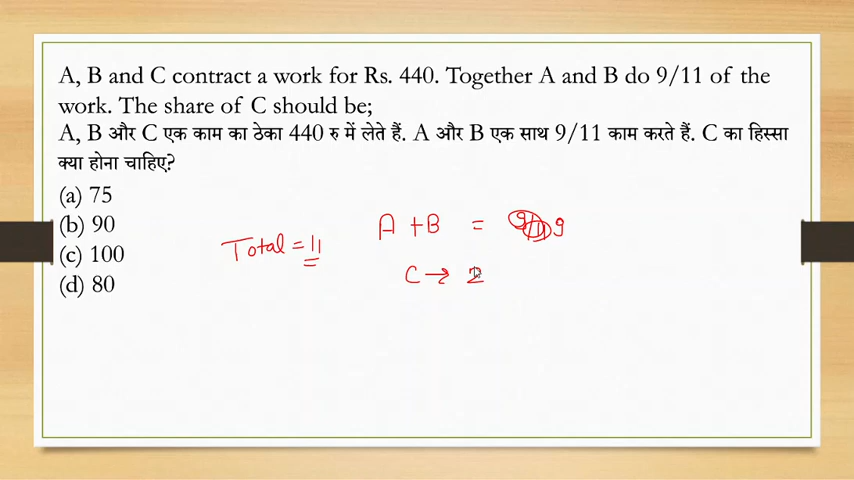 A, B and C contract a work for Rs. 440. Together A and B do 9/11 of the
work. The share of C should be;
A, B और C एक काम का ठेका 440 रु में लेते हैं. A और B एक साथ 9/11 काम करते हैं. C का हिस्सा
क्या होना चाहिए?
(a) 75
(b) 90
(c) 100
(d) 80
A + B = 9
Total = 11
C → 2